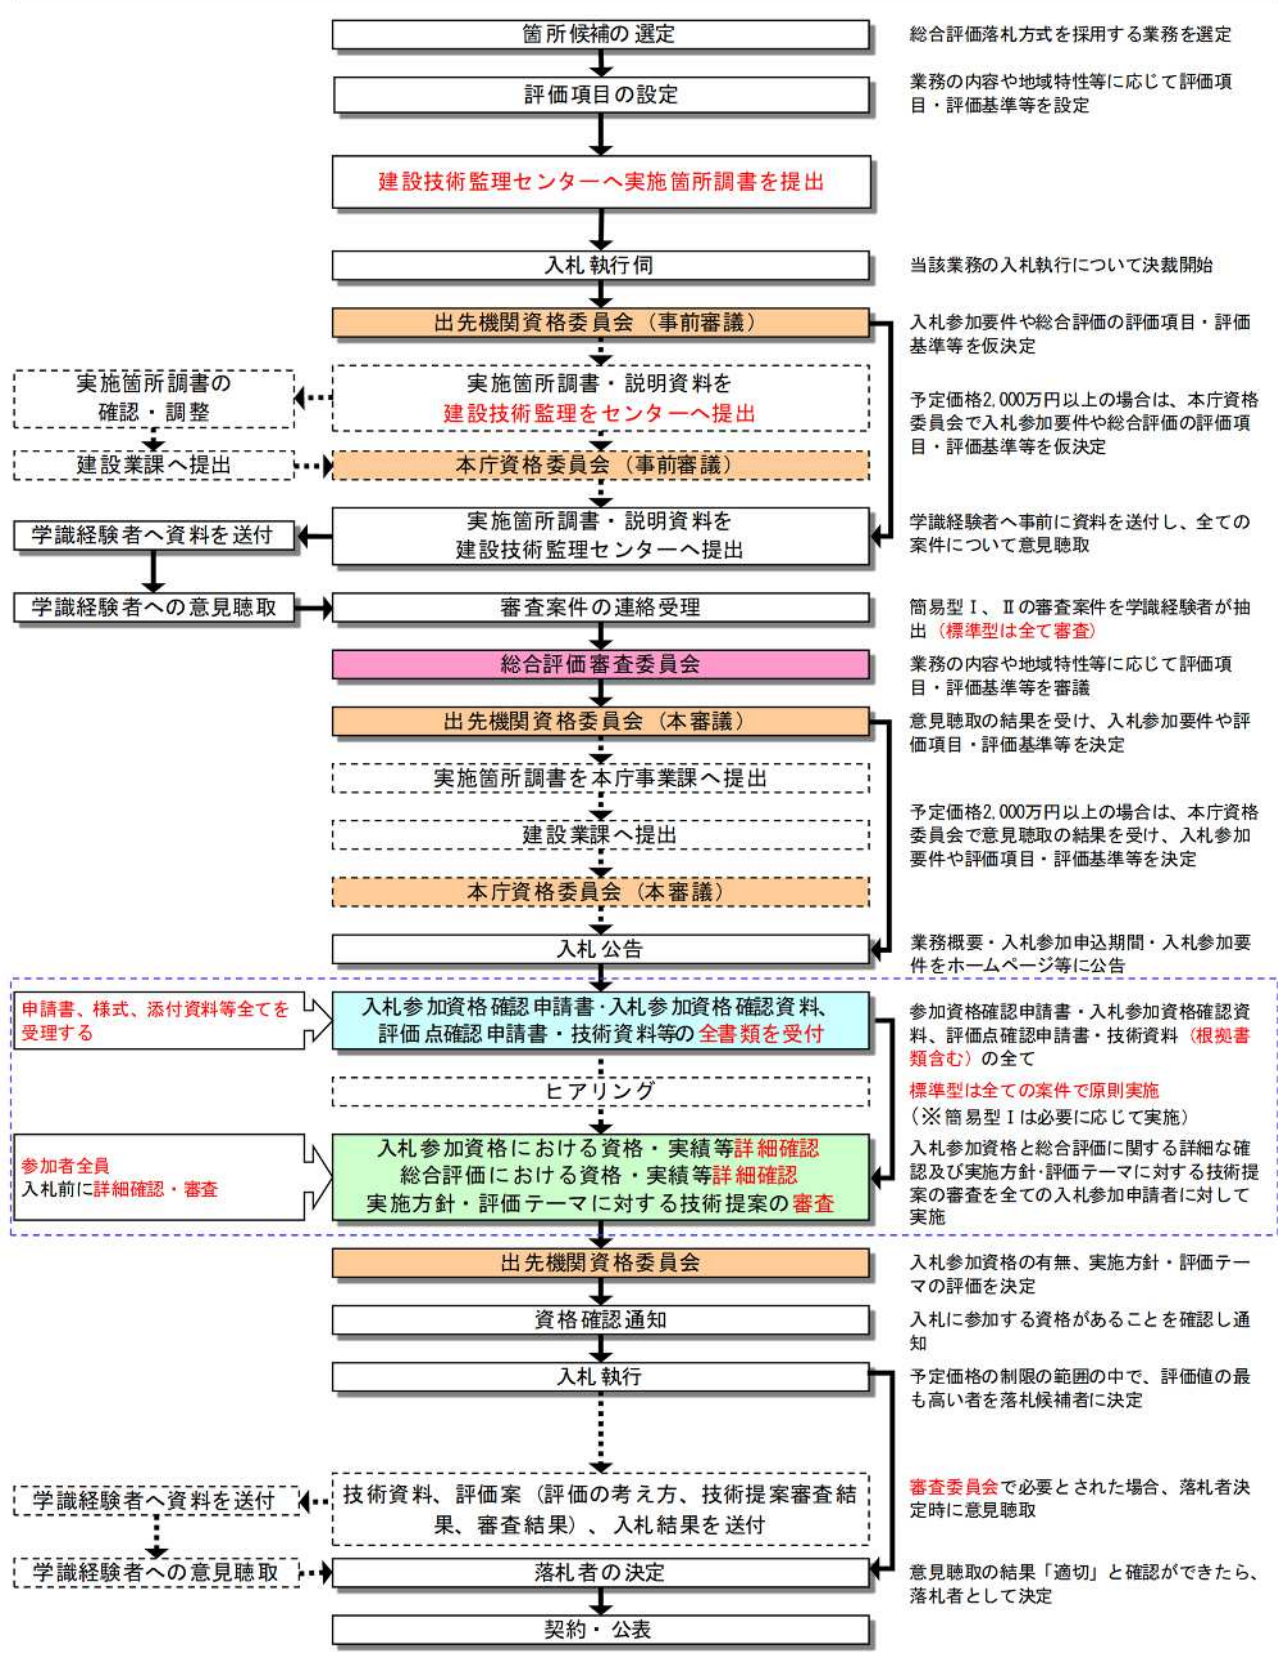 箇所候補の選定
総合評価落札方式を採用する業務を選定
評価項目の設定
業務の内容や地域特性等に応じて評価項
目・評価基準等を設定
建設技術監理センターへ実施箇所調書を提出
入札執行伺
当該業務の入札執行について決裁開始
出先機関資格委員会（事前審議）
入札参加要件や総合評価の評価項目・評価
基準等を仮決定
実施箇所調書の
確認・調整
実施箇所調書・説明資料を
建設技術監理をセンターへ提出
予定価格2,000万円以上の場合は、本庁資格
委員会で入札参加要件や総合評価の評価項
目・評価基準等を仮決定
建設業課へ提出
本庁資格委員会（事前審議）
学識経験者へ資料を送付
実施箇所調書・説明資料を
建設技術監理センターへ提出
学識経験者へ事前に資料を送付し、全ての
案件について意見聴取
学識経験者への意見聴取
審査案件の連絡受理
簡易型Ⅰ、Ⅱの審査案件を学識経験者が抽
出（標準型は全て審査）
総合評価審査委員会
業務の内容や地域特性等に応じて評価項
目・評価基準等を審議
出先機関資格委員会（本審議）
意見聴取の結果を受け、入札参加要件や評
価項目・評価基準等を決定
実施箇所調書を本庁事業課へ提出
建設業課へ提出
予定価格2,000万円以上の場合は、本庁資格
委員会で意見聴取の結果を受け、入札参加
要件や評価項目・評価基準等を決定
本庁資格委員会（本審議）
入札公告
業務概要・入札参加申込期間・入札参加要
件をホームページ等に公告
申請書、様式、添付資料等全てを
受理する
入札参加資格確認申請書・入札参加資格確認資料、
評価点確認申請書・技術資料等の全書類を受付
参加資格確認申請書・入札参加資格確認資
料、評価点確認申請書・技術資料（根拠書
類含む）の全て
ヒアリング
標準型は全ての案件で原則実施
（※簡易型Ⅰは必要に応じて実施）
参加者全員
入札前に詳細確認・審査
入札参加資格における資格・実績等詳細確認
総合評価における資格・実績等詳細確認
実施方針・評価テーマに対する技術提案の審査
入札参加資格と総合評価に関する詳細な確
認及び実施方針・評価テーマに対する技術提
案の審査を全ての入札参加申請者に対して
実施
出先機関資格委員会
入札参加資格の有無、実施方針・評価テー
マの評価を決定
資格確認通知
入札に参加する資格があることを確認し通
知
入札執行
予定価格の制限の範囲の中で、評価値の最
も高い者を落札候補者に決定
学識経験者へ資料を送付
技術資料、評価案（評価の考え方、技術提案審査結
果、審査結果）、入札結果を送付
審査委員会で必要とされた場合、落札者決
定時に意見聴取
学識経験者への意見聴取
落札者の決定
意見聴取の結果「適切」と確認ができたら、
落札者として決定
契約・公表